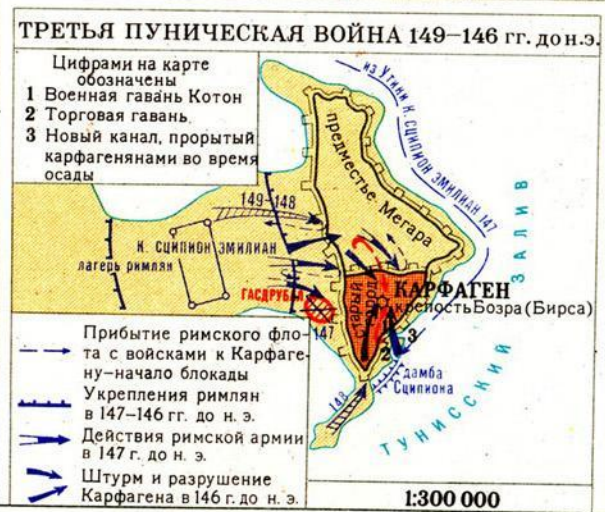 ТРЕТЬЯ ПУНИЧЕСКАЯ ВОЙНА 149–146 гг. до н.э.
Цифрами на карте
обозначены
1 Военная гавань Котон
2 Торговая гавань
3 Новый канал, прорытый
карфагенянами во время
осады
из Утики К. СЦИПИОН ЭМИЛИАН 147
предместье Мегара
149-148
К. СЦИПИОН ЭМИЛИАН
лагерь римлян
ГАСДРУБАЛ
147
старый
город
КАРФАГЕН
крепость Бозра (Бирса)
3
2
дамба
Сципиона
148
ТУНИССКИЙ ЗАЛИВ
Прибытие римского фло-
та с войсками к Карфаге-
ну–начало блокады
Укрепления римлян
в 147–146 гг. до н. э.
Действия римской армии
в 147 г. до н. э.
Штурм и разрушение
Карфагена в 146 г. до н. э.
1:300 000